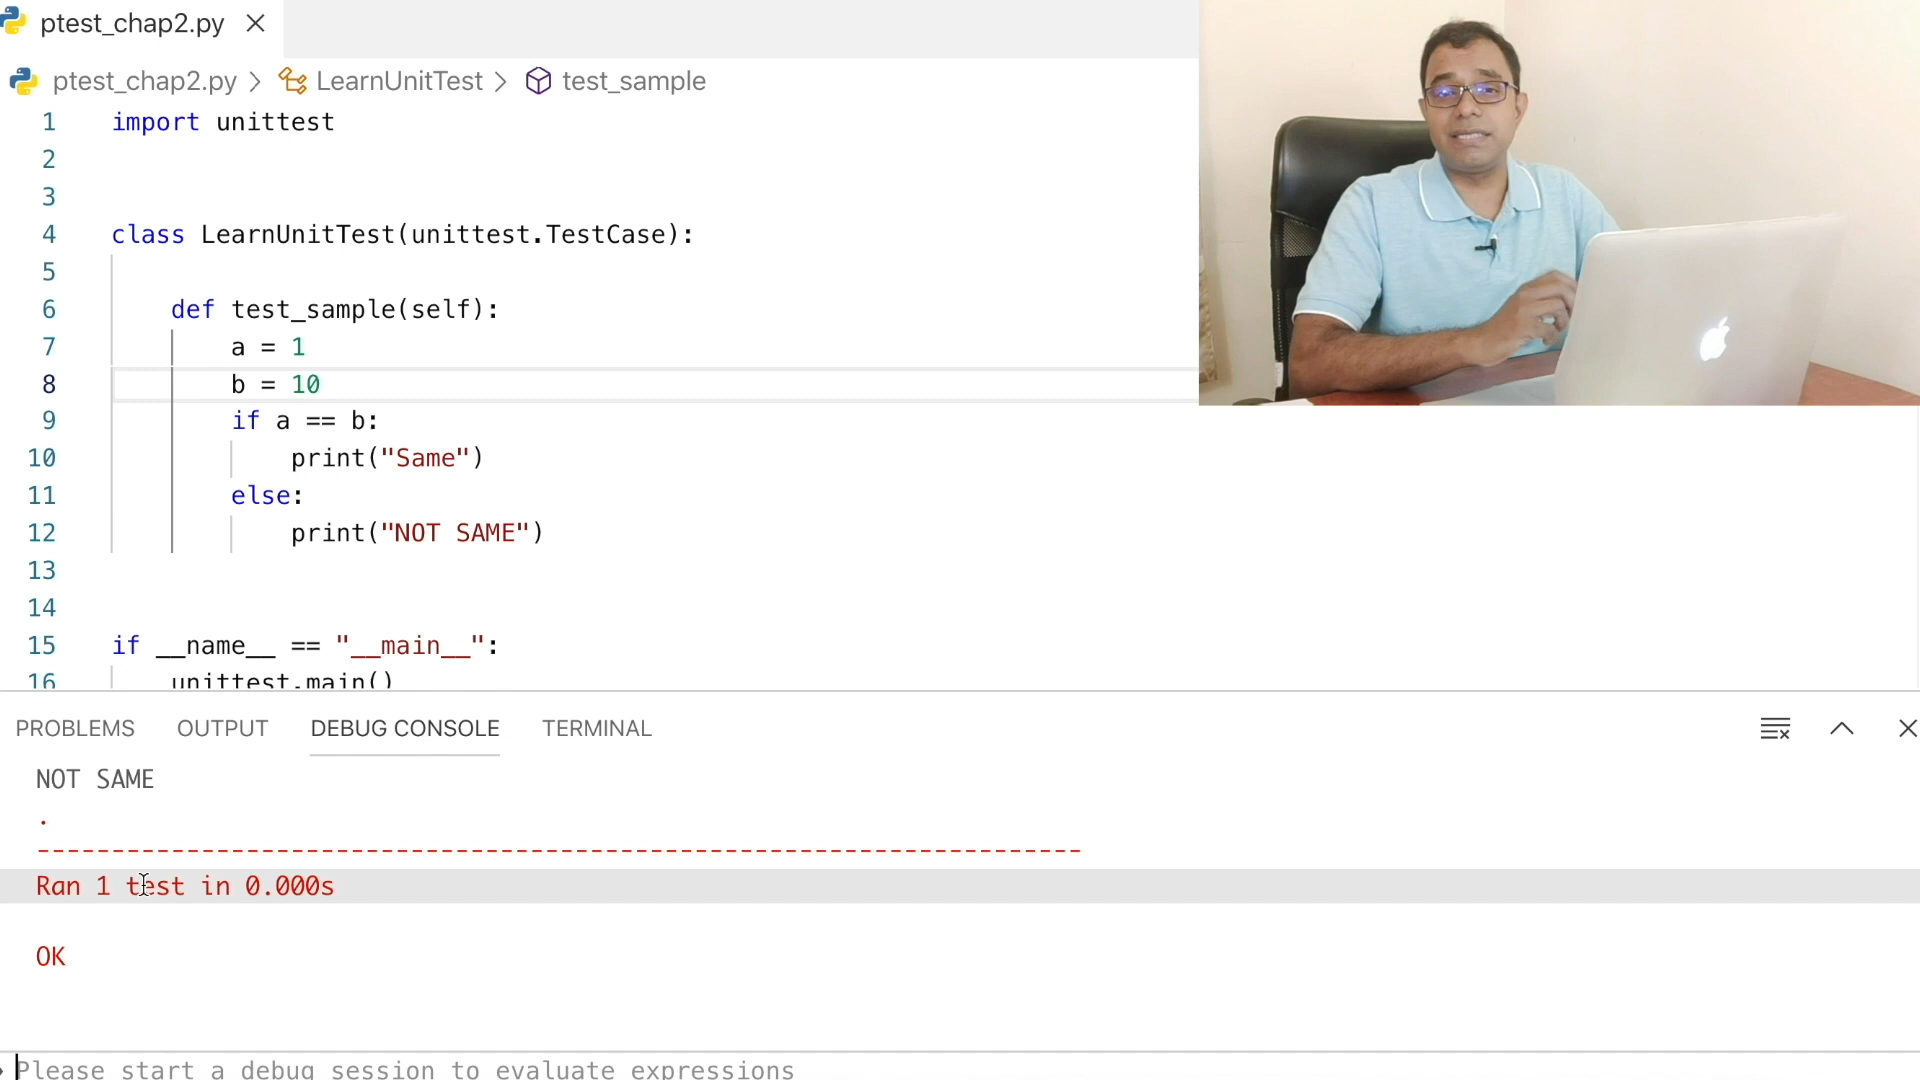 ptest_chap2.py
ptest_chap2.py > LearnUnitTest > test_sample
1 import unittest
2
3
4 class LearnUnitTest(unittest.TestCase):
5
6 def test_sample(self):
7 a = 1
8 b = 10
9 if a == b:
10 print("Same")
11 else:
12 print("NOT SAME")
13
14
15 if __name__ == "__main__":
16 unittest.main()
PROBLEMS OUTPUT DEBUG CONSOLE TERMINAL
NOT SAME
.
----------------------------------------------------------------------
Ran 1 test in 0.000s
OK
Please start a debug session to evaluate expressions